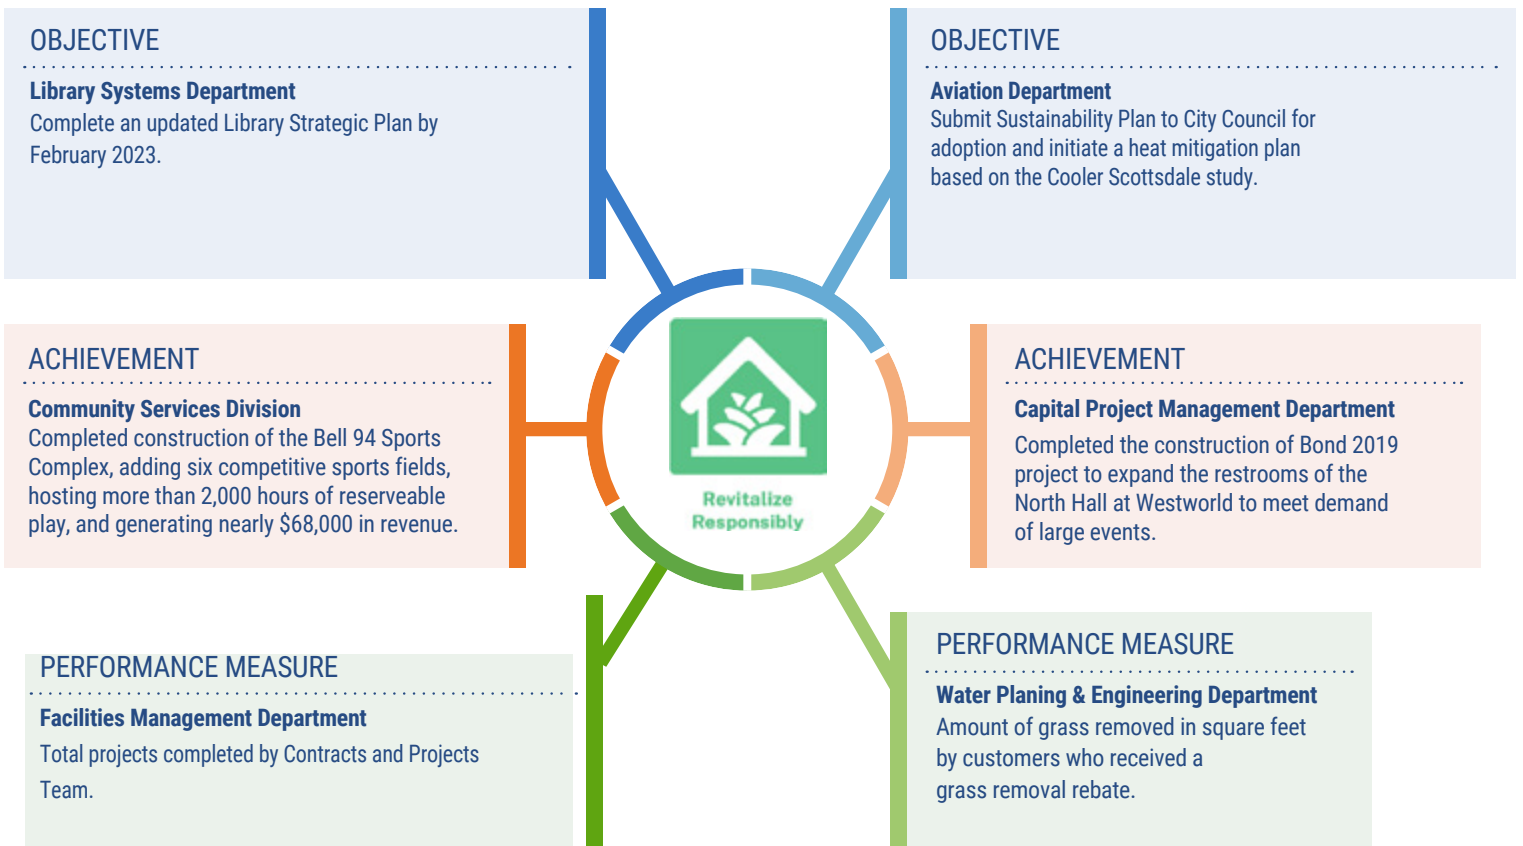 OBJECTIVE
Library Systems Department
Complete an updated Library Strategic Plan by
February 2023.
OBJECTIVE
Aviation Department
Submit Sustainability Plan to City Council for
adoption and initiate a heat mitigation plan
based on the Cooler Scottsdale study.
ACHIEVEMENT
Community Services Division
Completed construction of the Bell 94 Sports
Complex, adding six competitive sports fields,
hosting more than 2,000 hours of reserveable
play, and generating nearly $68,000 in revenue.
Revitalize
Responsibly
ACHIEVEMENT
Capital Project Management Department
Completed the construction of Bond 2019
project to expand the restrooms of the
North Hall at Westworld to meet demand
of large events.
PERFORMANCE MEASURE
Facilities Management Department
Total projects completed by Contracts and Projects
Team.
PERFORMANCE MEASURE
Water Planing & Engineering Department
Amount of grass removed in square feet
by customers who received a
grass removal rebate.